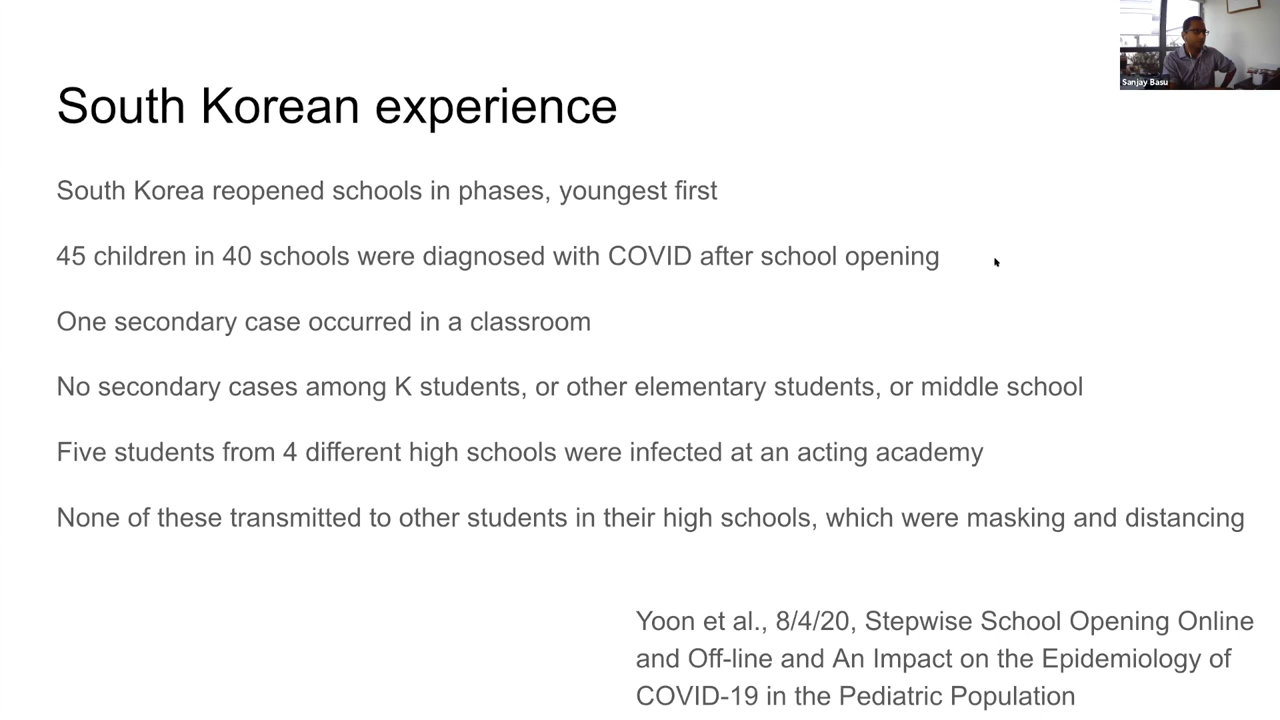 Sanjay Basu
South Korean experience
South Korea reopened schools in phases, youngest first
45 children in 40 schools were diagnosed with COVID after school opening
One secondary case occurred in a classroom
No secondary cases among K students, or other elementary students, or middle school
Five students from 4 different high schools were infected at an acting academy
None of these transmitted to other students in their high schools, which were masking and distancing
Yoon et al., 8/4/20, Stepwise School Opening Online
and Off-line and An Impact on the Epidemiology of
COVID-19 in the Pediatric Population